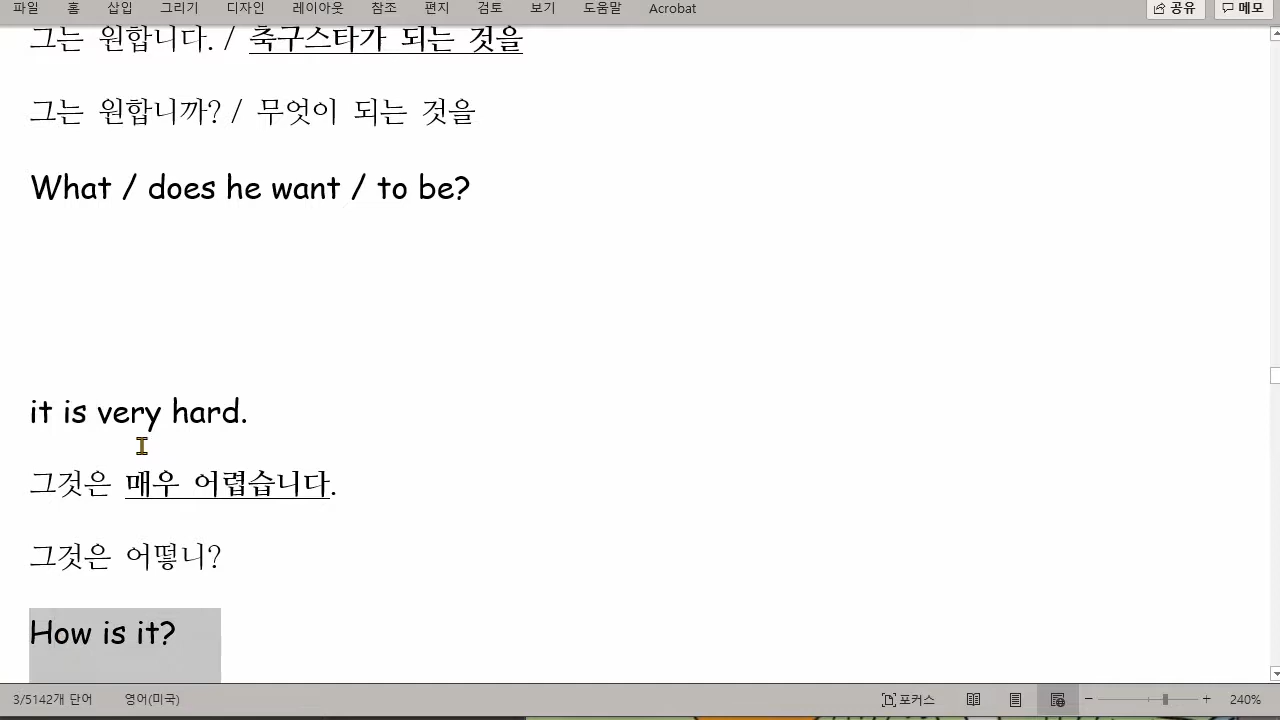 파일 홈 삽입 그리기 디자인 레이아웃 참조 편지 검토 보기 도움말 Acrobat 공유 메모
그는 원합니다. / 축구스타가 되는 것을
그는 원합니까? / 무엇이 되는 것을
What / does he want / to be?
it is very hard.
그것은 매우 어렵습니다.
그것은 어떻니?
How is it?
3/5142개 단어 영어(미국) 포커스 240%